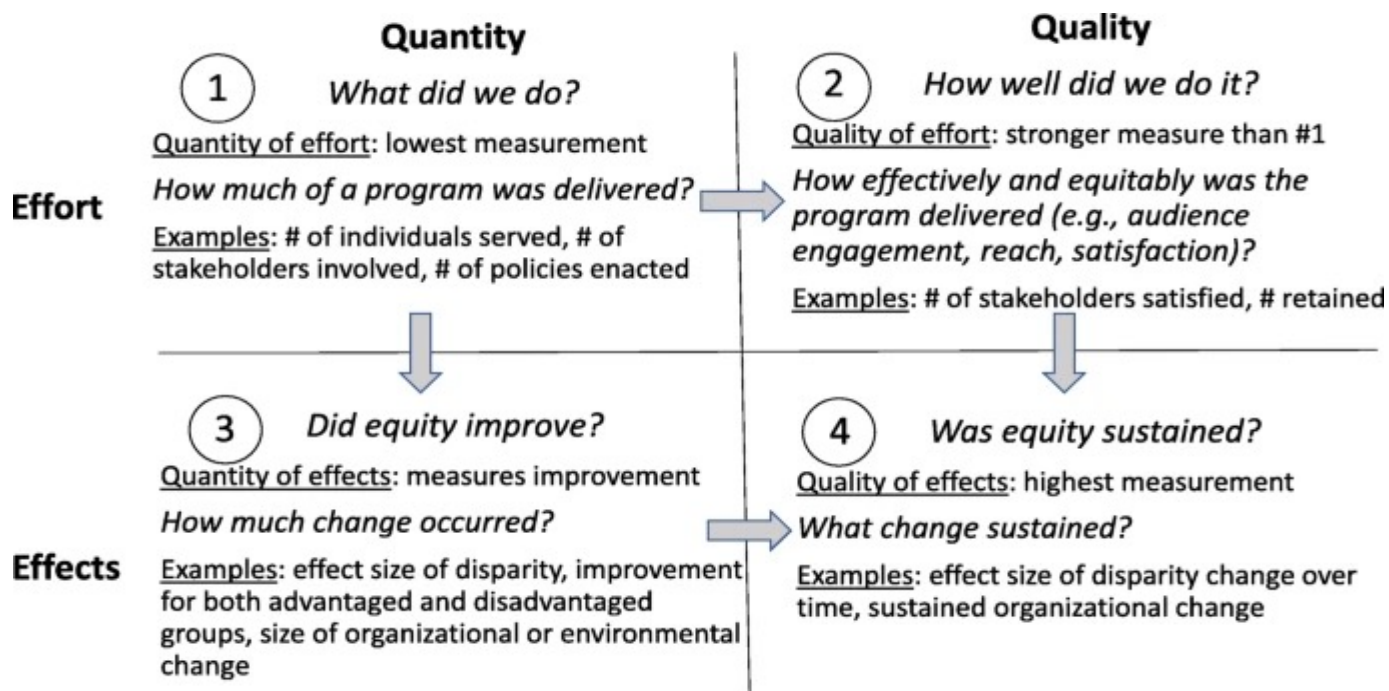 Quantity
Quality
1
What did we do?
Quantity of effort: lowest measurement
How much of a program was delivered?
Examples: # of individuals served, # of
stakeholders involved, # of policies enacted
2
How well did we do it?
Quality of effort: stronger measure than #1
How effectively and equitably was the
program delivered (e.g., audience
engagement, reach, satisfaction)?
Examples: # of stakeholders satisfied, # retained
Effort
3
Did equity improve?
Quantity of effects: measures improvement
How much change occurred?
Examples: effect size of disparity, improvement
for both advantaged and disadvantaged
groups, size of organizational or environmental
change
4
Was equity sustained?
Quality of effects: highest measurement
What change sustained?
Examples: effect size of disparity change over
time, sustained organizational change
Effects